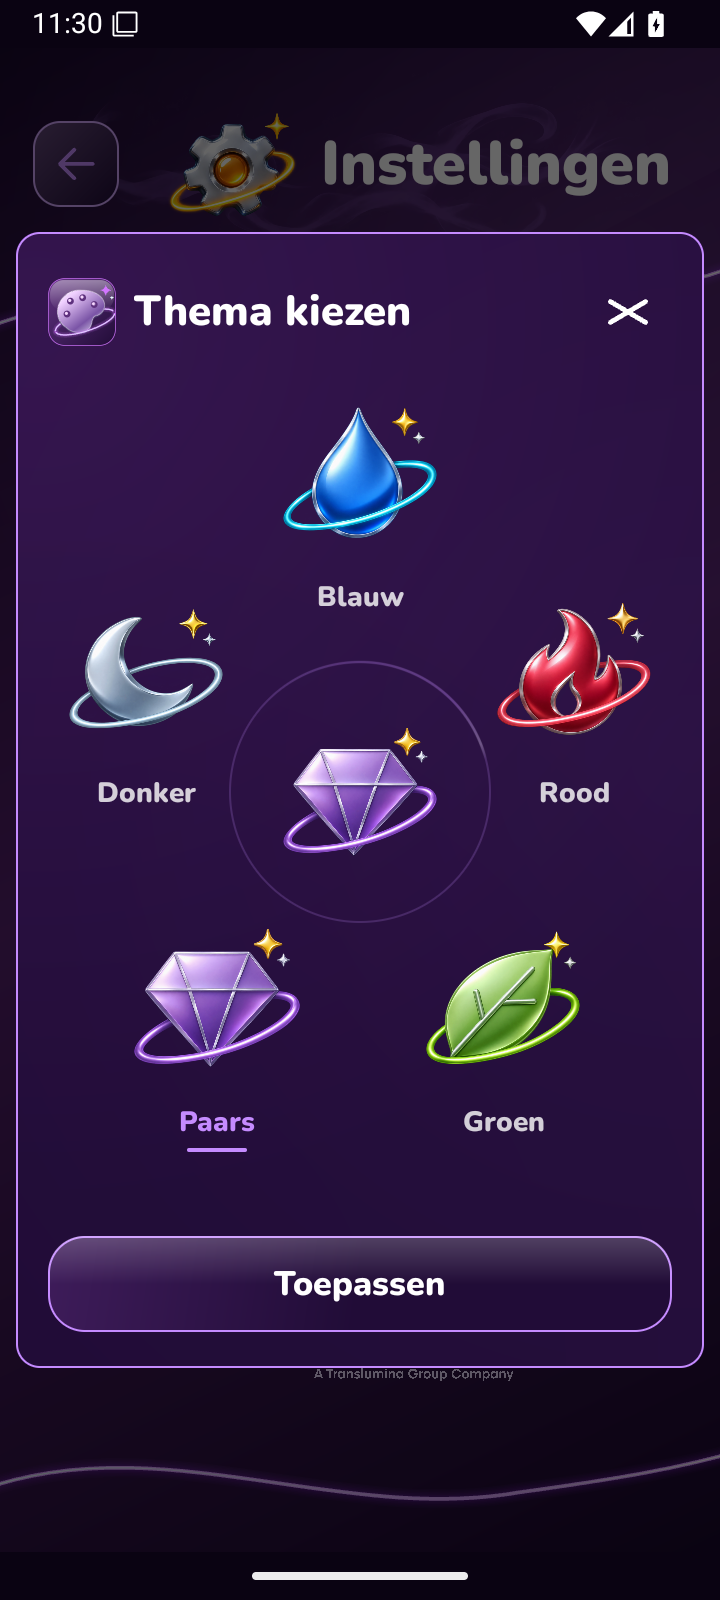 11:30
Instellingen
Thema kiezen
Blauw
Donker
Rood
Paars
Groen
Toepassen
A Translumina Group Company